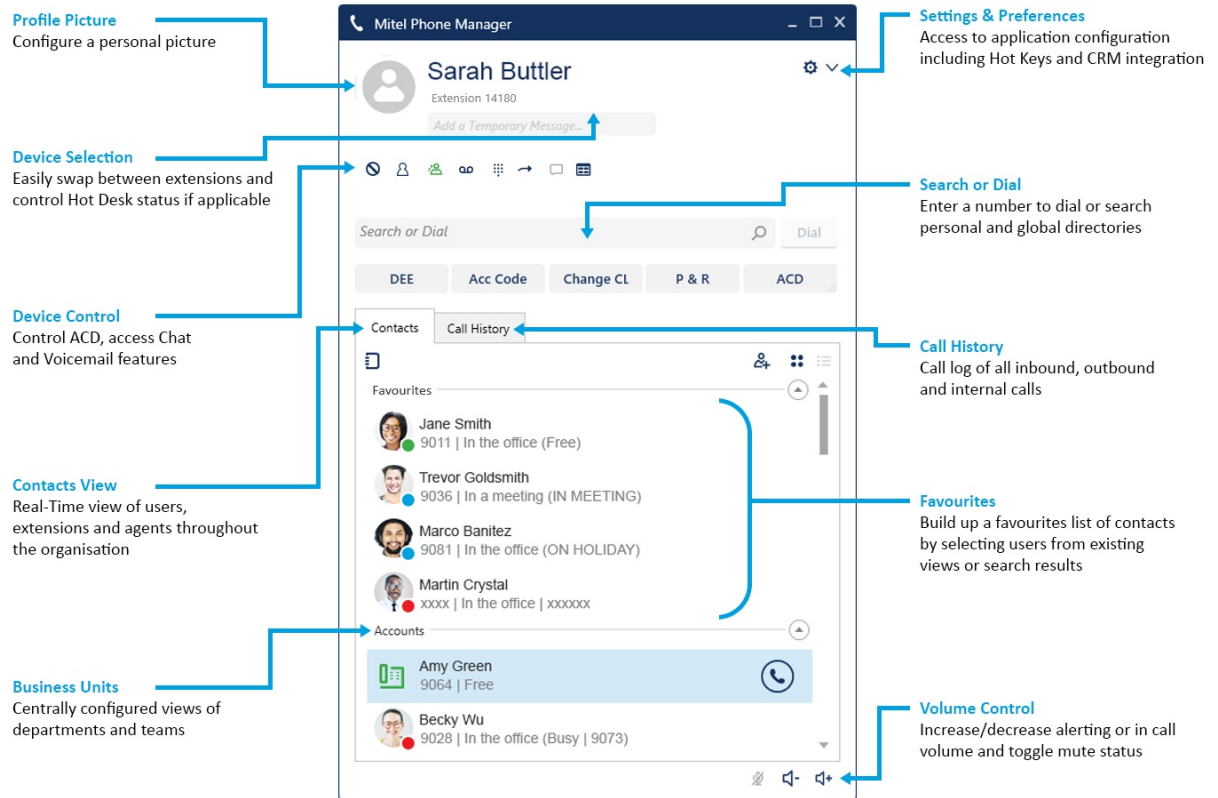 Profile Picture
Configure a personal picture
Device Selection
Easily swap between extensions and
control Hot Desk status if applicable
Device Control
Control ACD, access Chat
and Voicemail features
Contacts View
Real-Time view of users,
extensions and agents throughout
the organisation
Business Units
Centrally configured views of
departments and teams
Mitel Phone Manager
Sarah Buttler
Extension 14180
Add a Temporary Message...
Search or Dial
Dial
DEE
Acc Code
Change CL
P & R
ACD
Contacts
Call History
Favourites
Jane Smith
9011 | In the office (Free)
Trevor Goldsmith
9036 | In a meeting (IN MEETING)
Marco Banitez
9081 | In the office (ON HOLIDAY)
Martin Crystal
xxxx | In the office | xxxxxx
Accounts
Amy Green
9064 | Free
Becky Wu
9028 | In the office (Busy | 9073)
Settings & Preferences
Access to application configuration
including Hot Keys and CRM integration
Search or Dial
Enter a number to dial or search
personal and global directories
Call History
Call log of all inbound, outbound
and internal calls
Favourites
Build up a favourites list of contacts
by selecting users from existing
views or search results
Volume Control
Increase/decrease alerting or in call
volume and toggle mute status